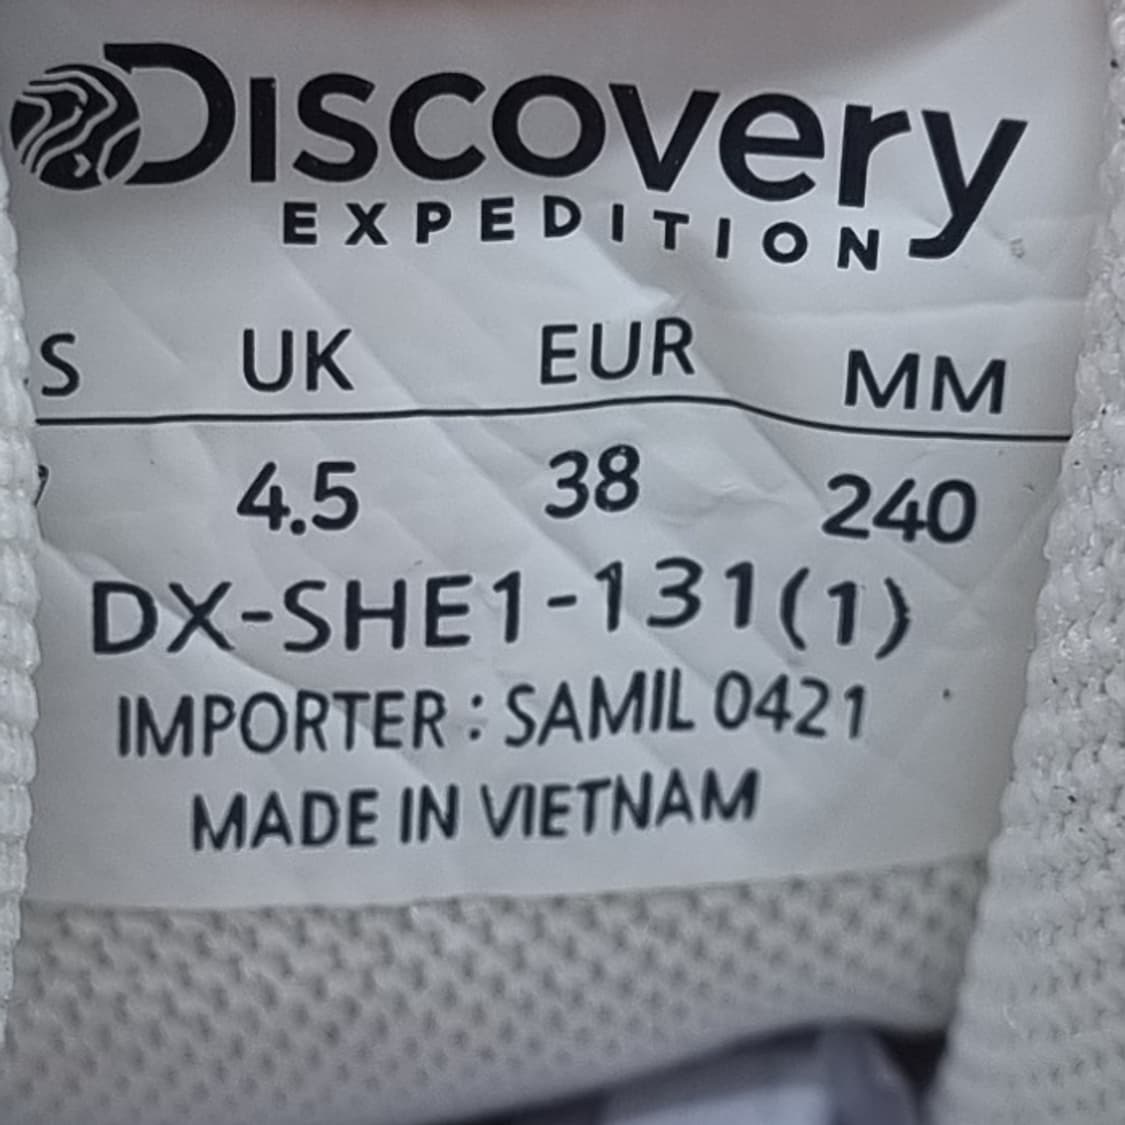 DISCOVERY
EXPEDITION
S UK EUR MM
4.5 38 240
DX-SHE1-131(1)
IMPORTER : SAMIL 0421
MADE IN VIETNAM